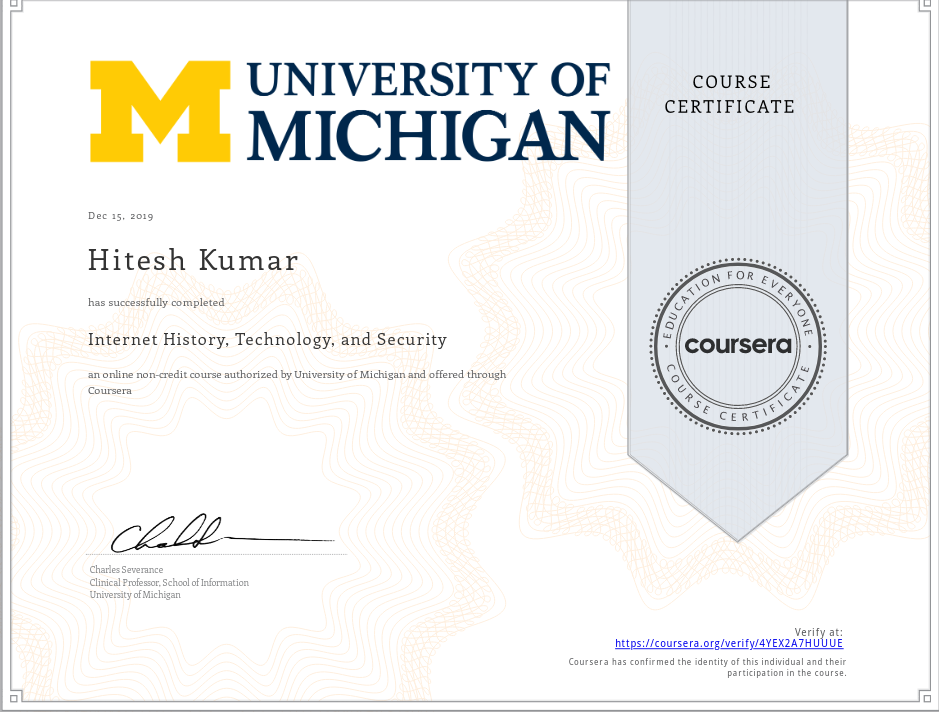 UNIVERSITY OF
MICHIGAN
COURSE
CERTIFICATE
Dec 15, 2019
Hitesh Kumar
has successfully completed
Internet History, Technology, and Security
an online non-credit course authorized by University of Michigan and offered through
Coursera
EDUCATION FOR EVERYONE
coursera
COURSE CERTIFICATE
Charles Severance
Clinical Professor, School of Information
University of Michigan
Verify at:
https://coursera.org/verify/4YEX2A7HUUUE
Coursera has confirmed the identity of this individual and their
participation in the course.